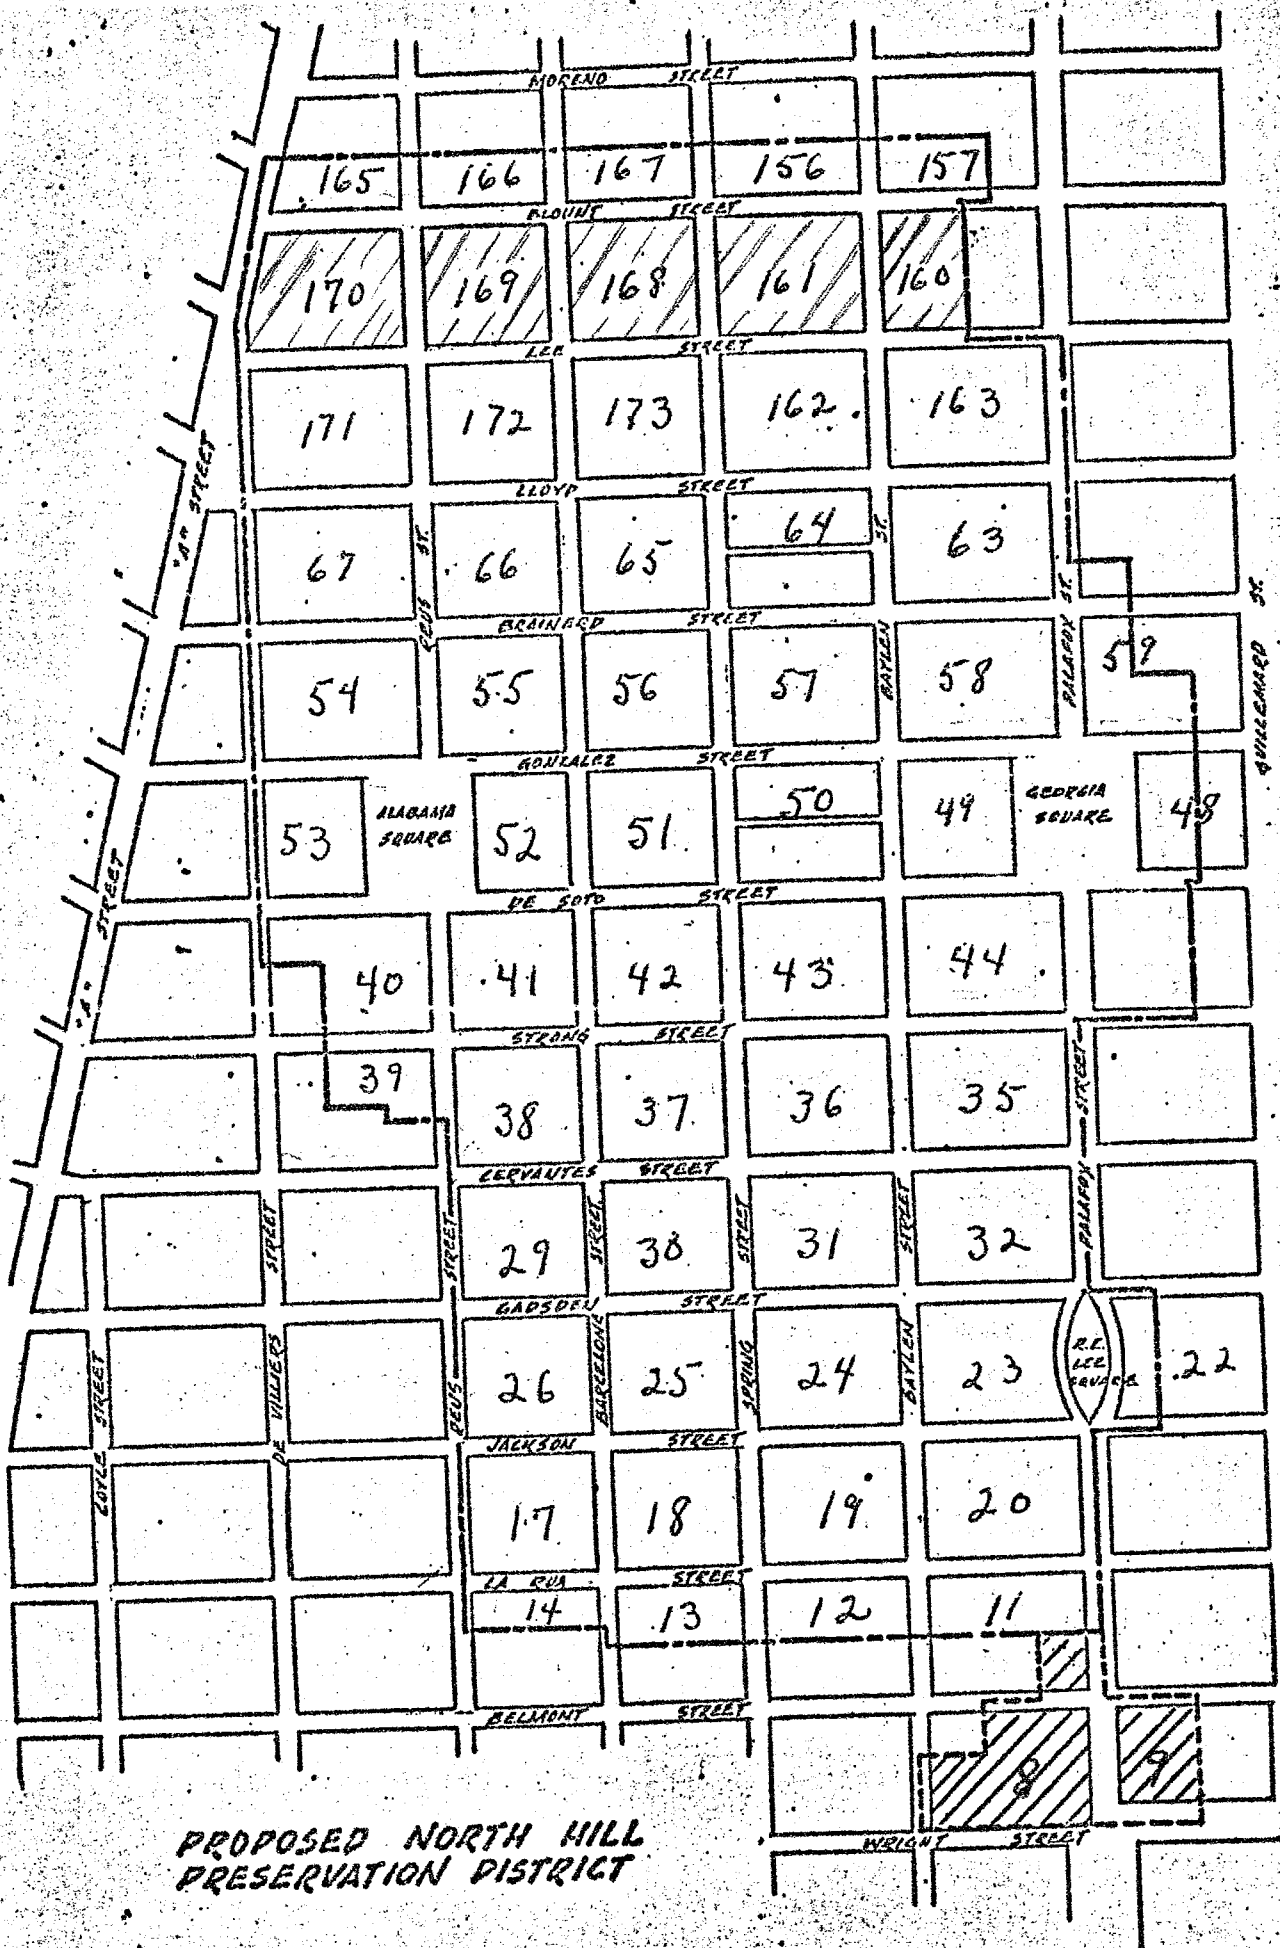 MORENO STREET
165 166 167 156 157
BLOUNT STREET
170 169 168 161 160
LEE STREET
171 172 173 162 163
"A" STREET
LLOYD STREET
67 66 65 64 63
REUS ST.
ST.
PALAFOX ST.
ST.
BRAINERD STREET
54 55 56 57 58 59
BAYLEN
GUILLEMARD
GONZALEZ STREET
53 ALABAMA SQUARE 52 51 50 49 GEORGIA SQUARE 48
"A" STREET
DE SOTO STREET
40 41 42 43 44
STRONG STREET
39 38 37 36 35
PALAFOX STREET
CERVANTES STREET
29 30 31 32
STREET
STREET
STREET
STREET
STREET
GADSDEN STREET
26 25 24 23
R.E.
LEE
SQUARE
22
COYLE STREET
DE VILLIERS
REUS
BARCELONE
SPRING
BAYLEN
JACKSON STREET
17 18 19 20
LA RUA STREET
14 13 12 11
BELMONT STREET
8 9
WRIGHT STREET
PROPOSED NORTH HILL
PRESERVATION DISTRICT